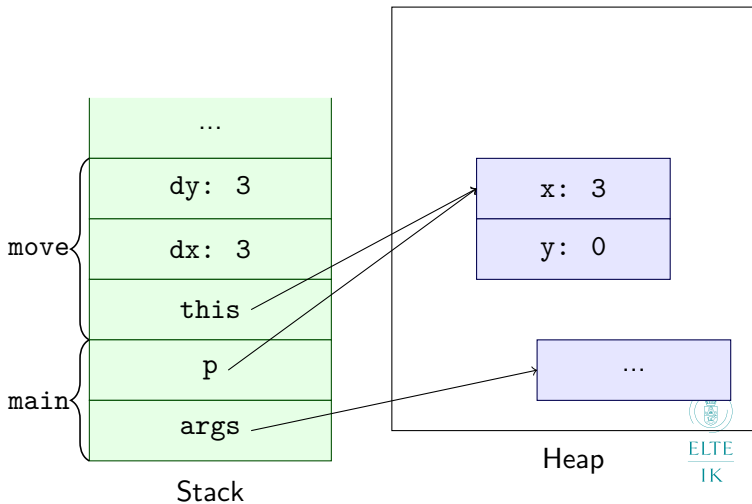 ...
dy: 3
dx: 3
this
p
args
move
main
Stack
x: 3
y: 0
...
Heap
ELTE
IK